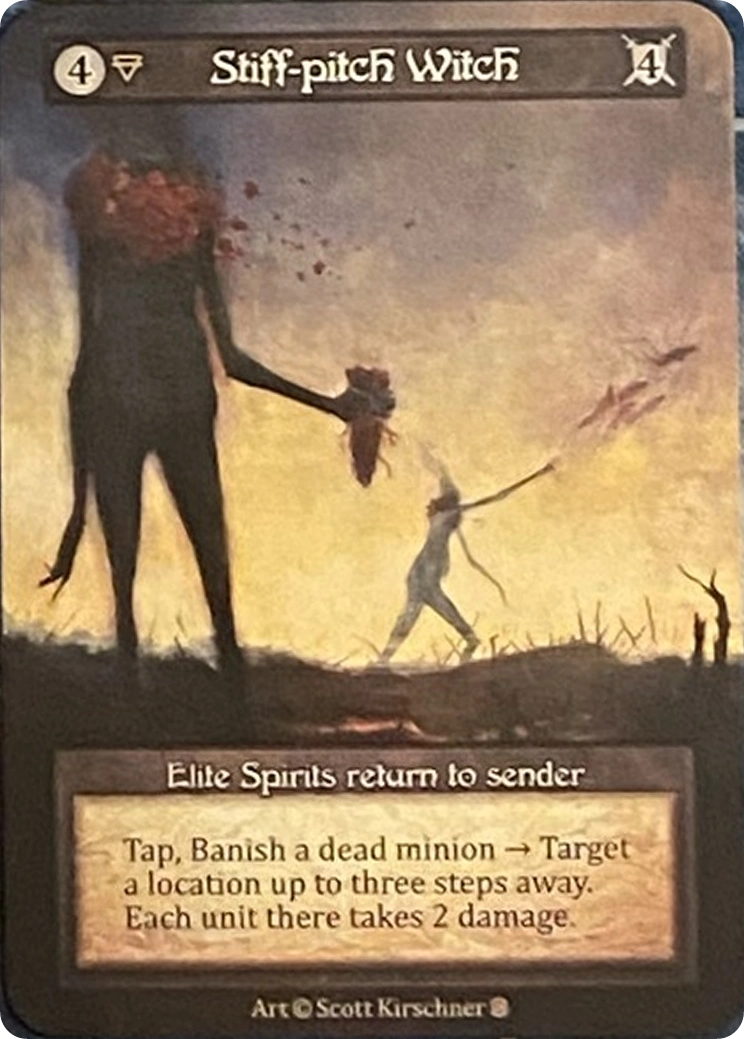 4 Stiff-pitch Witch 4
Elite Spirits return to sender
Tap, Banish a dead minion → Target
a location up to three steps away.
Each unit there takes 2 damage.
Art © Scott Kirschner